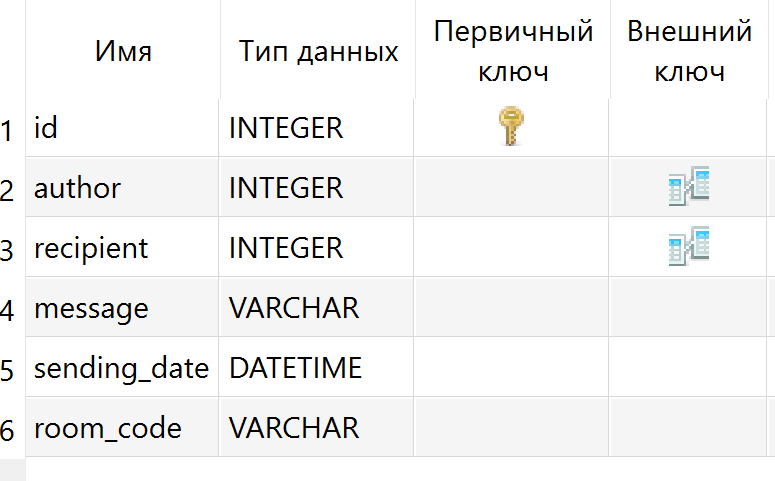 Имя Тип данных Первичный ключ Внешний ключ
1 id INTEGER
2 author INTEGER
3 recipient INTEGER
4 message VARCHAR
5 sending_date DATETIME
6 room_code VARCHAR